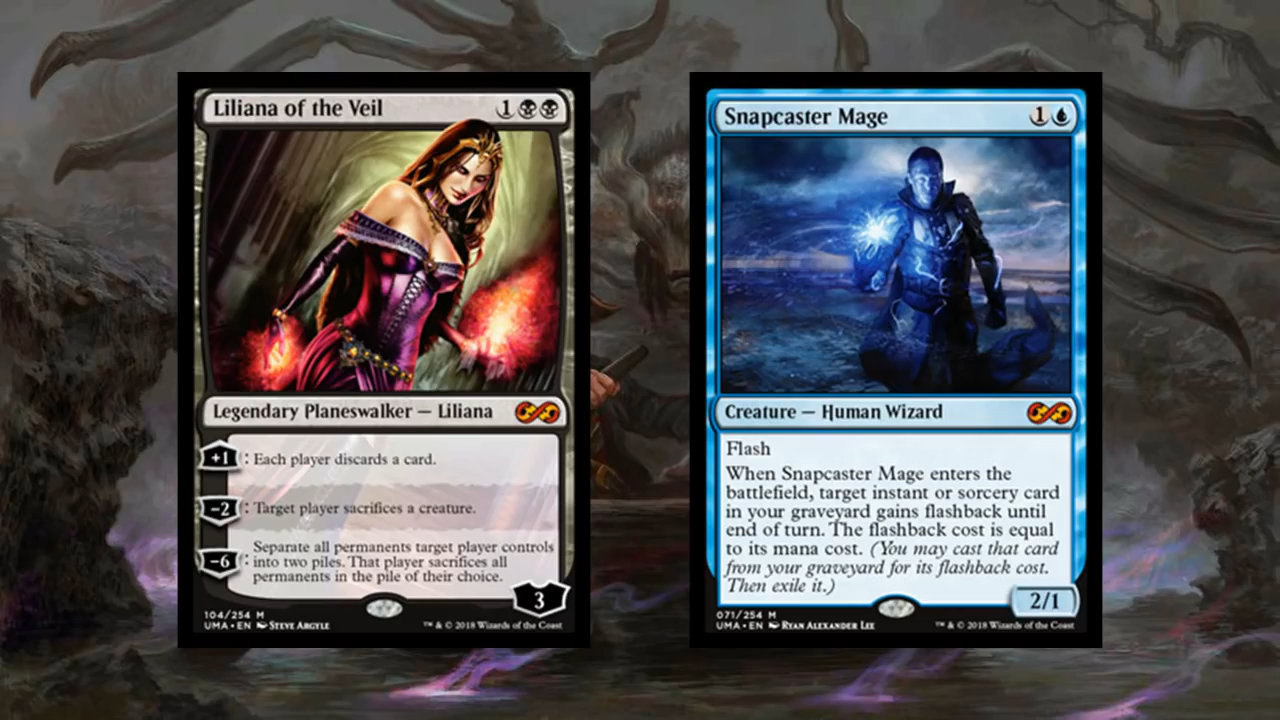 Liliana of the Veil
1
Legendary Planeswalker — Liliana
+1 : Each player discards a card.
−2 : Target player sacrifices a creature.
−6 : Separate all permanents target player controls
into two piles. That player sacrifices all
permanents in the pile of their choice.
3
104/254 M
UMA • EN STEVE ARGYLE
™ & © 2018 Wizards of the Coast
Snapcaster Mage
1
Creature — Human Wizard
Flash
When Snapcaster Mage enters the
battlefield, target instant or sorcery card
in your graveyard gains flashback until
end of turn. The flashback cost is equal
to its mana cost. (You may cast that card
from your graveyard for its flashback cost.
Then exile it.)
2/1
071/254 M
UMA • EN RYAN ALEXANDER LEE
™ & © 2018 Wizards of the Coast